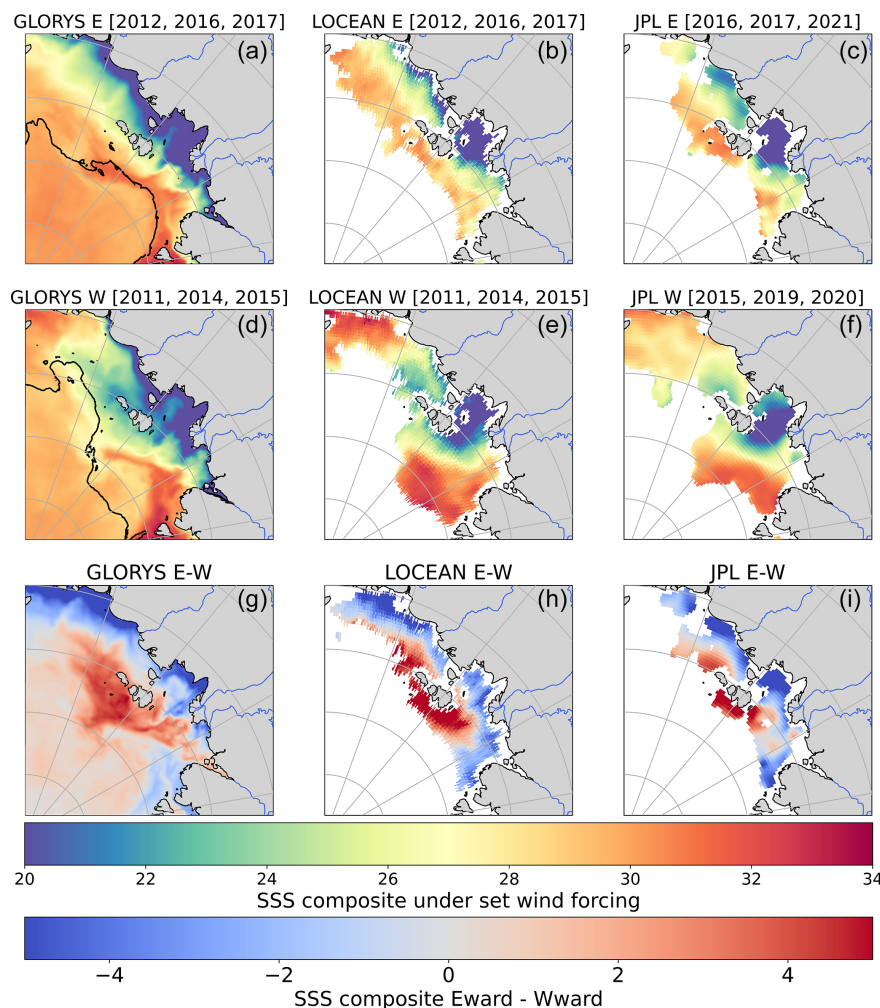 GLORYS E [2012, 2016, 2017] LOCEAN E [2012, 2016, 2017] JPL E [2016, 2017, 2021]
(a) (b) (c)
GLORYS W [2011, 2014, 2015] LOCEAN W [2011, 2014, 2015] JPL W [2015, 2019, 2020]
(d) (e) (f)
GLORYS E-W LOCEAN E-W JPL E-W
(g) (h) (i)
20 22 24 26 28 30 32 34
SSS composite under set wind forcing
−4 −2 0 2 4
SSS composite Eward - Wward